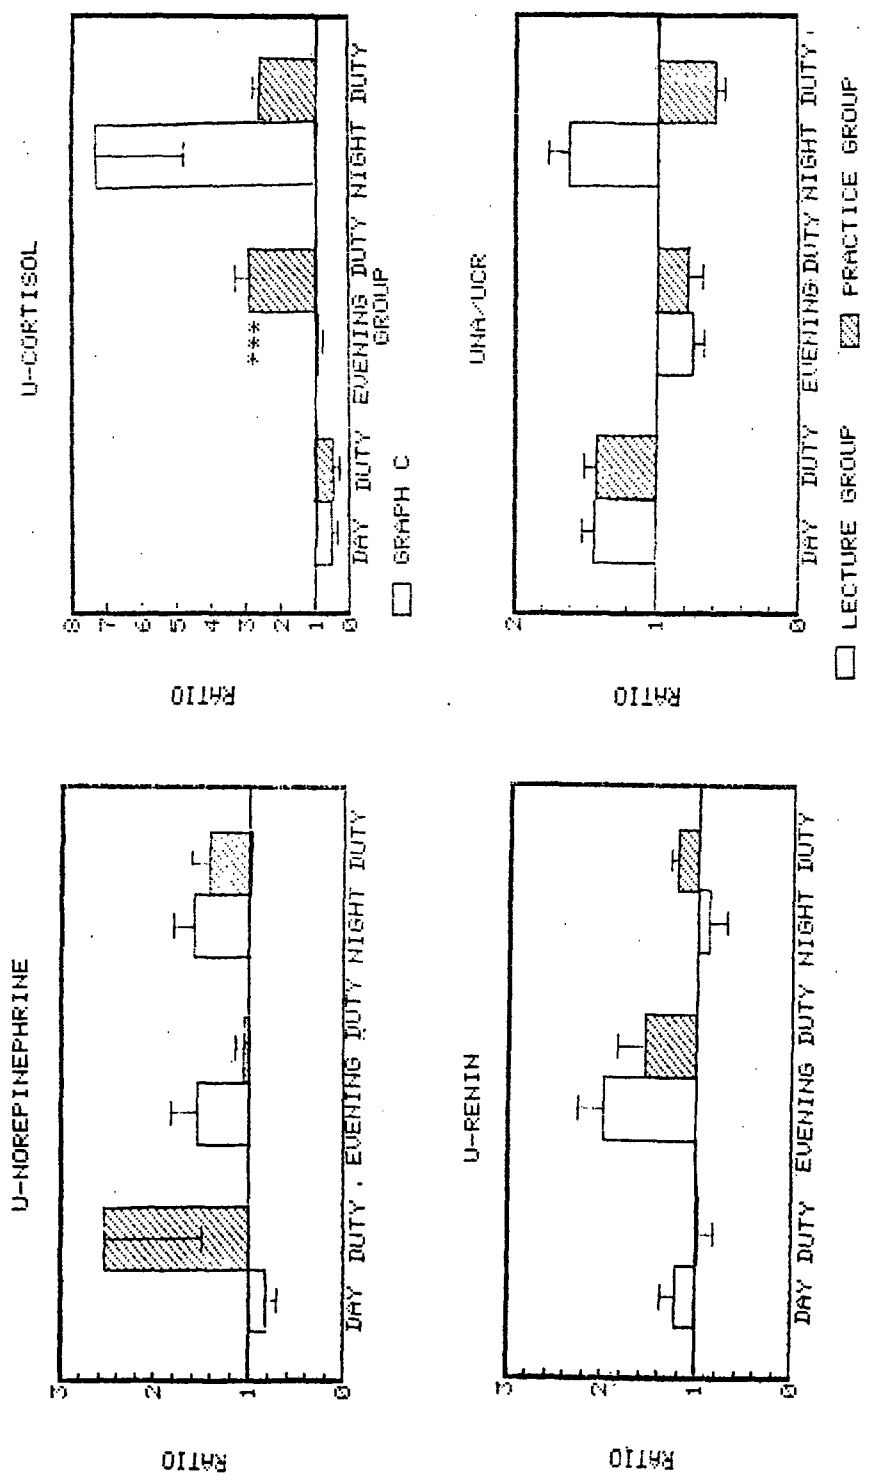 U-NOREPINEPHRINE
3
2
1
0
RATIO
DAY DUTY . EVENING DUTY NIGHT DUTY
U-CORTISOL
8
7
6
5
4
3
2
1
0
RATIO
***
DAY DUTY EVENING DUTY NIGHT DUTY
GROUP
GRAPH C
U-RENIN
3
2
1
0
RATIO
DAY DUTY EVENING DUTY NIGHT DUTY
UNA/UCR
2
1
0
RATIO
DAY DUTY EVENING DUTY NIGHT DUTY
LECTURE GROUP PRACTICE GROUP